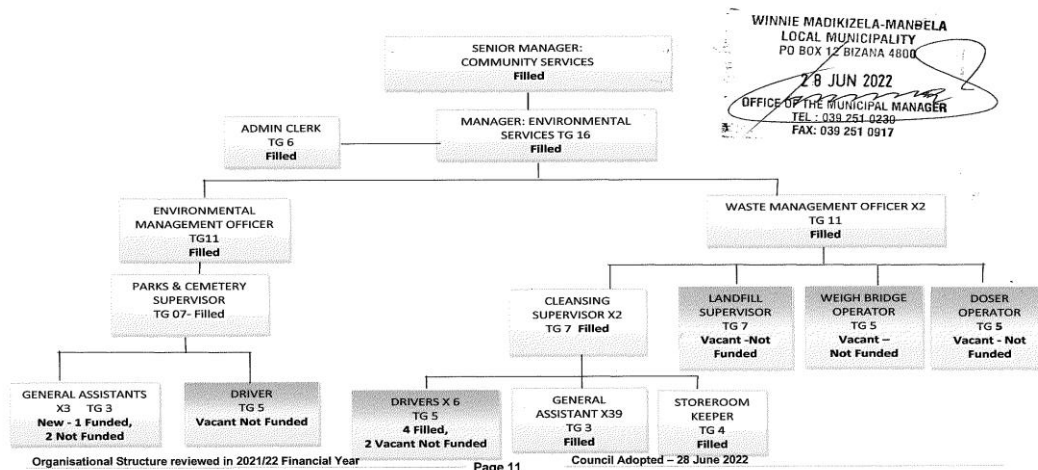 WINNIE MADIKIZELA-MANDELA
LOCAL MUNICIPALITY
PO BOX 12 BIZANA 4800
28 JUN 2022
OFFICE OF THE MUNICIPAL MANAGER
TEL : 039 251 0230
FAX: 039 251 0917
SENIOR MANAGER:
COMMUNITY SERVICES
Filled
ADMIN CLERK
TG 6
Filled
MANAGER: ENVIRONMENTAL
SERVICES TG 16
Filled
ENVIRONMENTAL
MANAGEMENT OFFICER
TG11
Filled
WASTE MANAGEMENT OFFICER X2
TG 11
Filled
PARKS & CEMETERY
SUPERVISOR
TG 07- Filled
CLEANSING
SUPERVISOR X2
TG 7 Filled
LANDFILL
SUPERVISOR
TG 7
Vacant -Not
Funded
WEIGH BRIDGE
OPERATOR
TG 5
Vacant –
Not Funded
DOSER
OPERATOR
TG 5
Vacant - Not
Funded
GENERAL ASSISTANTS
X3 TG 3
New - 1 Funded,
2 Not Funded
DRIVER
TG 5
Vacant Not Funded
DRIVERS X 6
TG 5
4 Filled,
2 Vacant Not Funded
GENERAL
ASSISTANT X39
TG 3
Filled
STOREROOM
KEEPER
TG 4
Filled
Organisational Structure reviewed in 2021/22 Financial Year
Page 11
Council Adopted – 28 June 2022